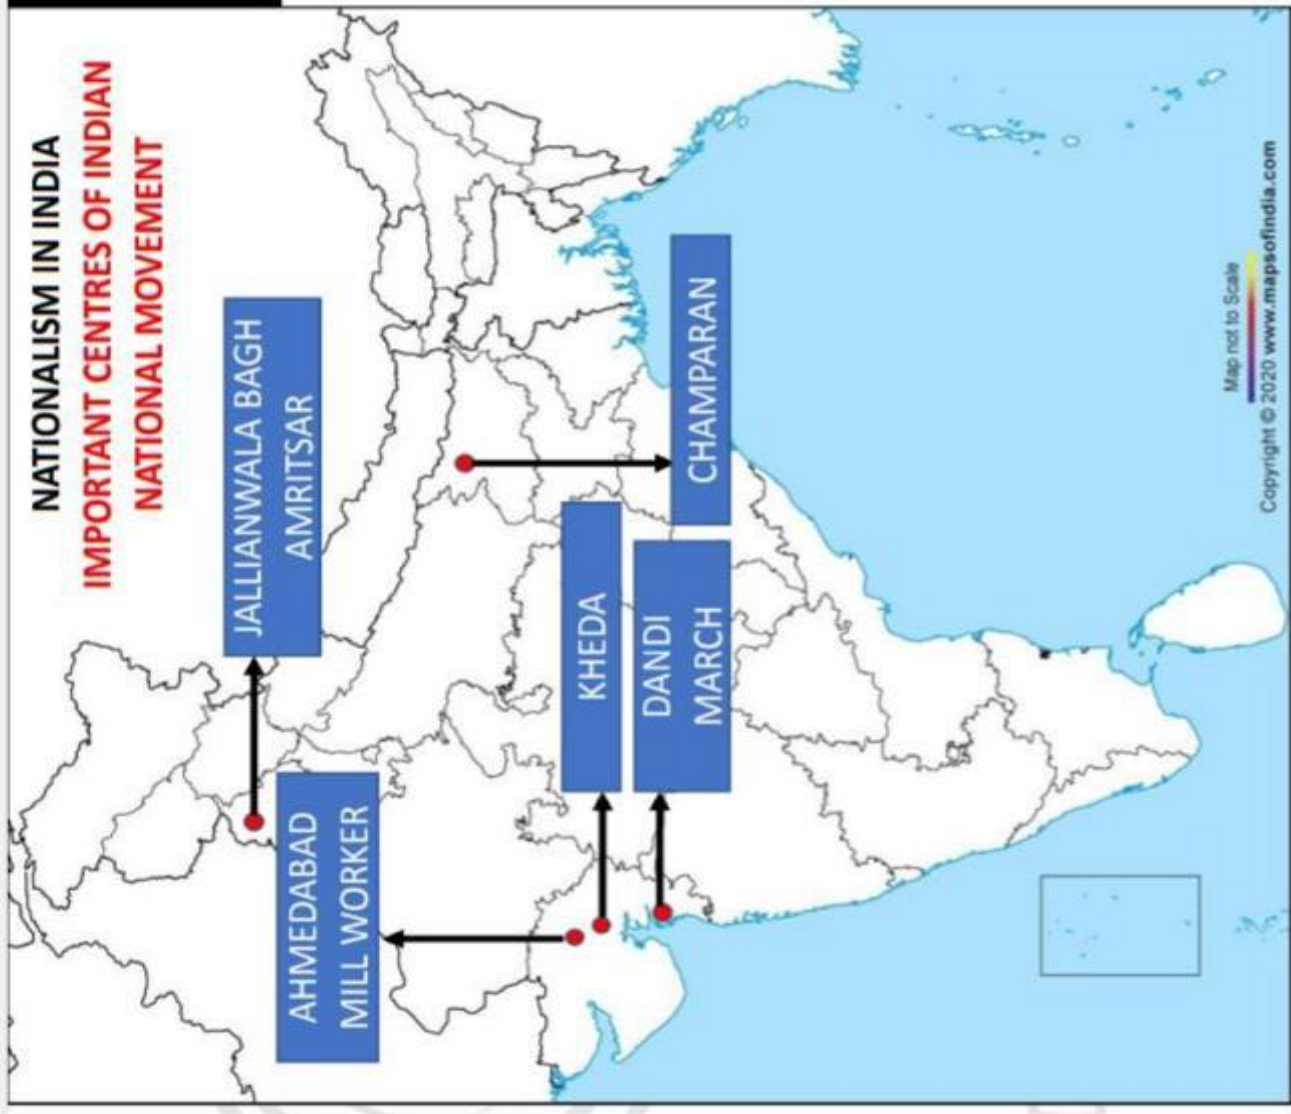 NATIONALISM IN INDIA
IMPORTANT CENTRES OF INDIAN
NATIONAL MOVEMENT
JALLIANWALA BAGH
AMRITSAR
AHMEDABAD
MILL WORKER
KHEDA
DANDI
MARCH
CHAMPARAN
Map not to Scale
Copyright © 2020 www.mapsofindia.com